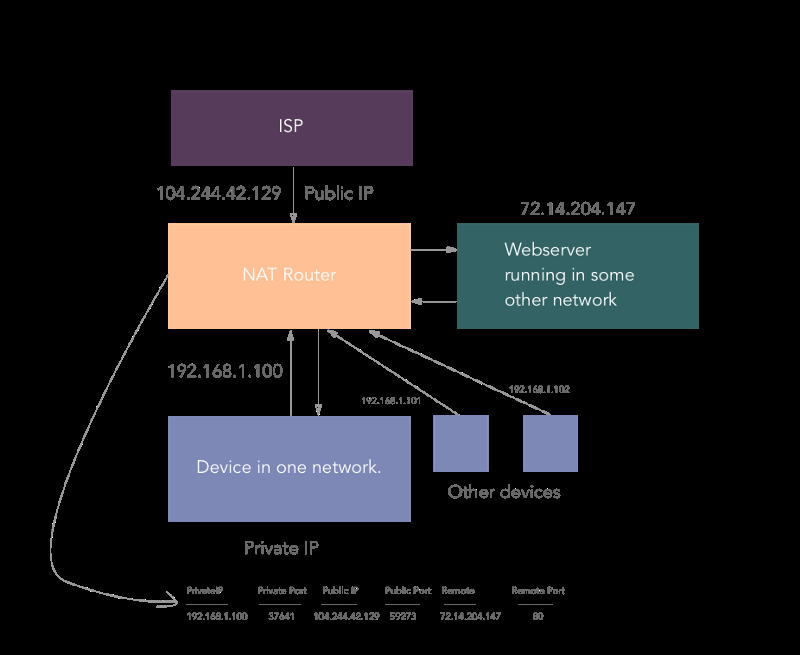 ISP
104.244.42.129
Public IP
72.14.204.147
NAT Router
Webserver
running in some
other network
192.168.1.100
192.168.1.101
192.168.1.102
Device in one network.
Other devices
Private IP
PrivateIP Private Port Public IP Public Port Remote Remote Port
192.168.1.100 37641 104.244.42.129 59273 72.14.204.147 80